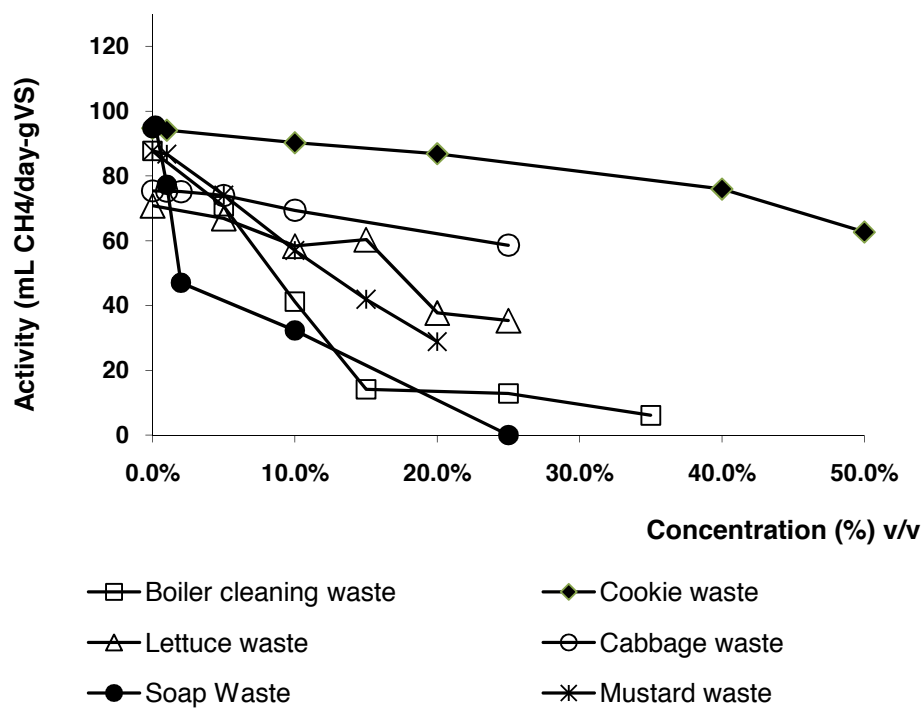 Activity (mL CH4/day-gVS)
120
100
80
60
40
20
0
0.0% 10.0% 20.0% 30.0% 40.0% 50.0%
Concentration (%) v/v
Boiler cleaning waste Cookie waste
Lettuce waste Cabbage waste
Soap Waste Mustard waste